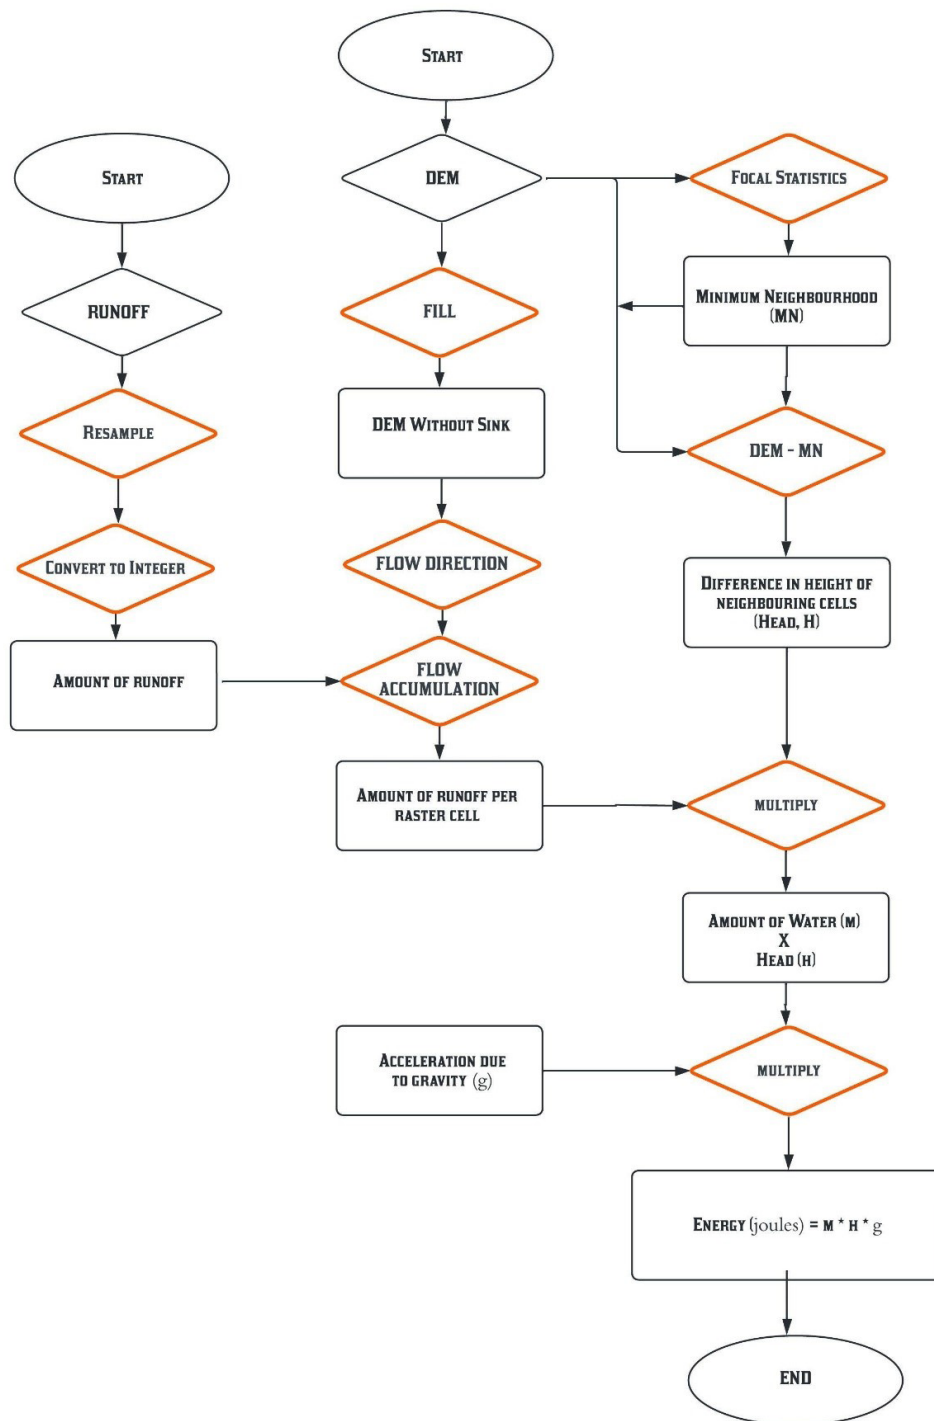 START
START
DEM
FOCAL STATISTICS
RUNOFF
FILL
MINIMUM NEIGHBOURHOOD
(MN)
RESAMPLE
DEM WITHOUT SINK
DEM - MN
CONVERT TO INTEGER
FLOW DIRECTION
DIFFERENCE IN HEIGHT OF
NEIGHBOURING CELLS
(HEAD, H)
AMOUNT OF RUNOFF
FLOW
ACCUMULATION
AMOUNT OF RUNOFF PER
RASTER CELL
MULTIPLY
AMOUNT OF WATER (M)
X
HEAD (H)
ACCELERATION DUE
TO GRAVITY (g)
MULTIPLY
ENERGY (joules) = M * H * g
END